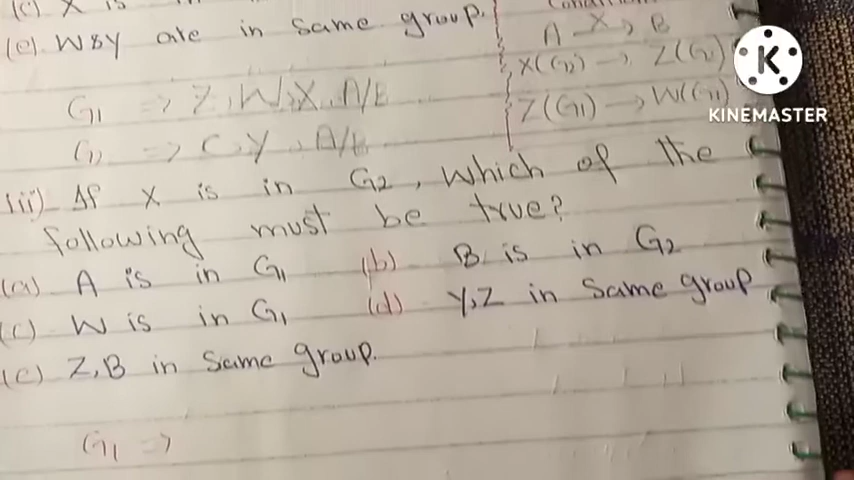 (c) X is in
(e) W & Y are in same group.
A X→ B
X(G2) → Z(G2)
Z(G1) → W(G1)
G1 => Z, W, X, A/B
=> C, Y, A/B
iii) If X is in G2, which of the
following must be true?
(a) A is in G1 (b) B is in G2
(c) W is in G1 (d) Y,Z in same group
(e) Z,B in same group.
G1 =>
K
KINEMASTER